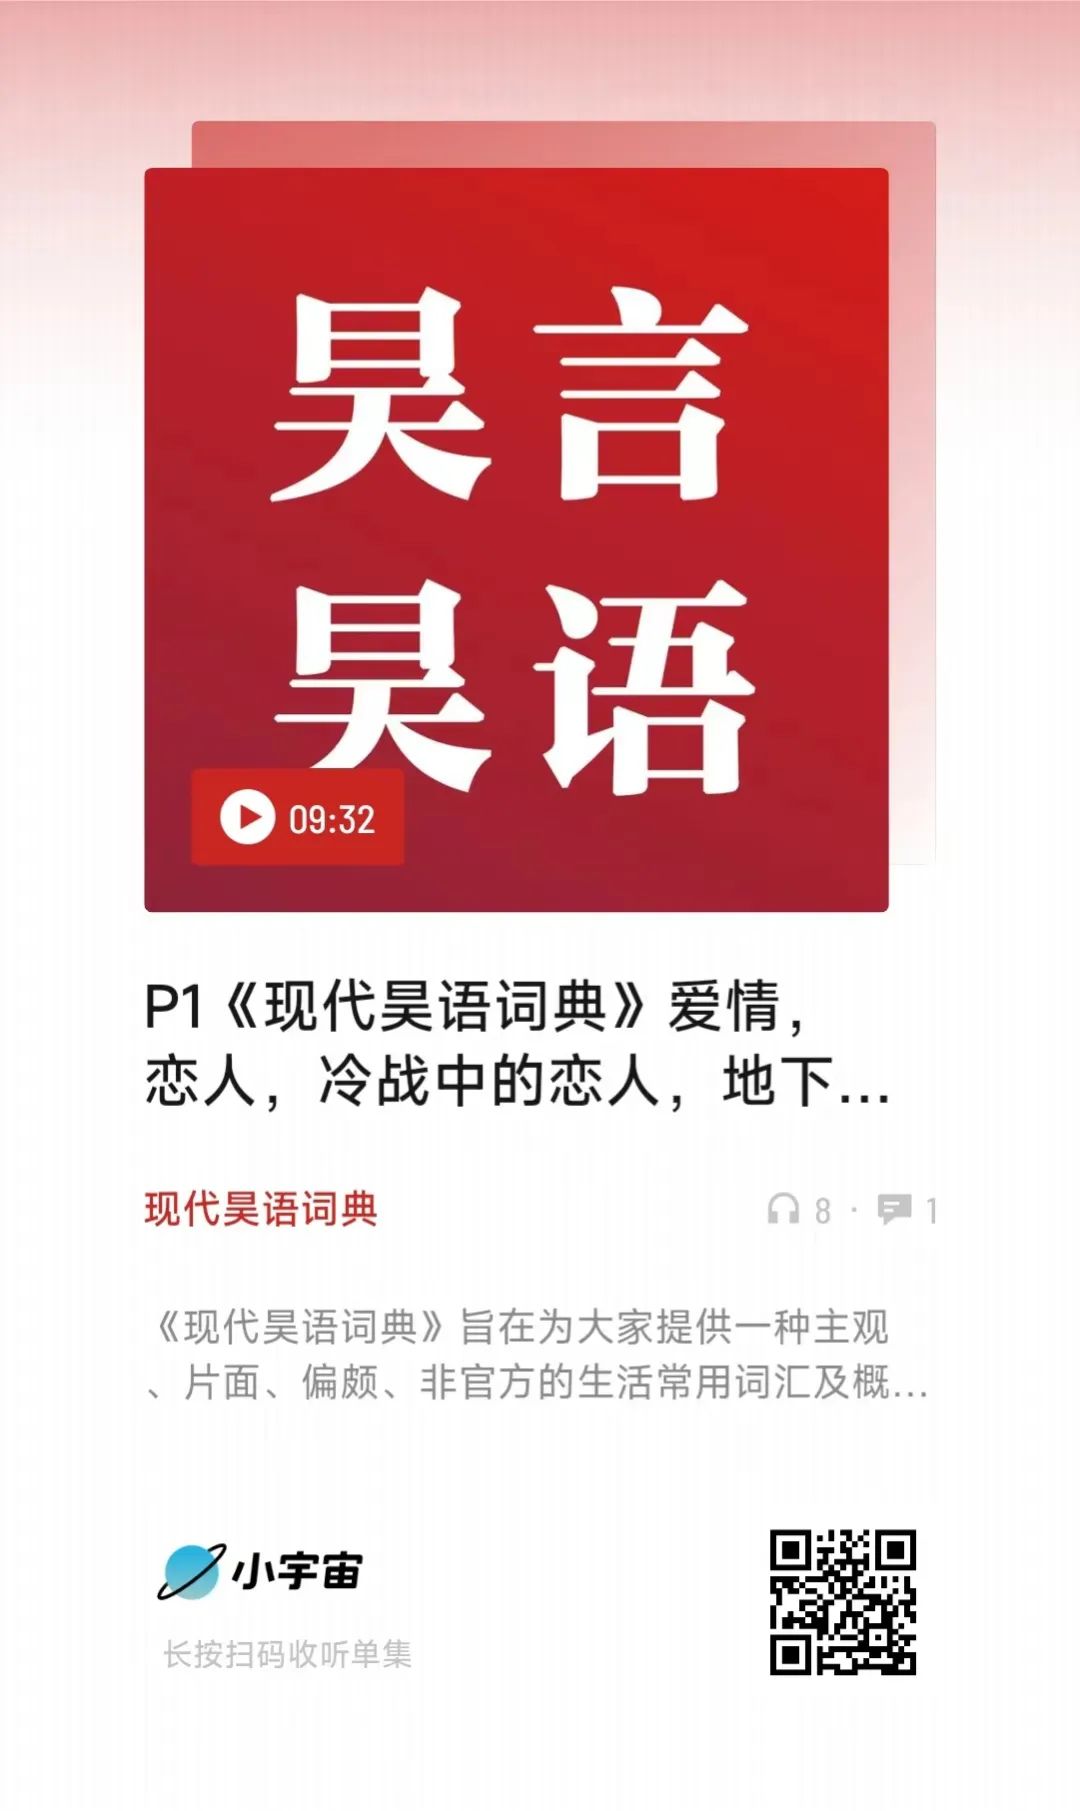 昊言
昊语
09:32
P1《现代昊语词典》爱情，
恋人，冷战中的恋人，地下...
现代昊语词典
8 · 1
《现代昊语词典》旨在为大家提供一种主观
、片面、偏颇、非官方的生活常用词汇及概...
小宇宙
长按扫码收听单集